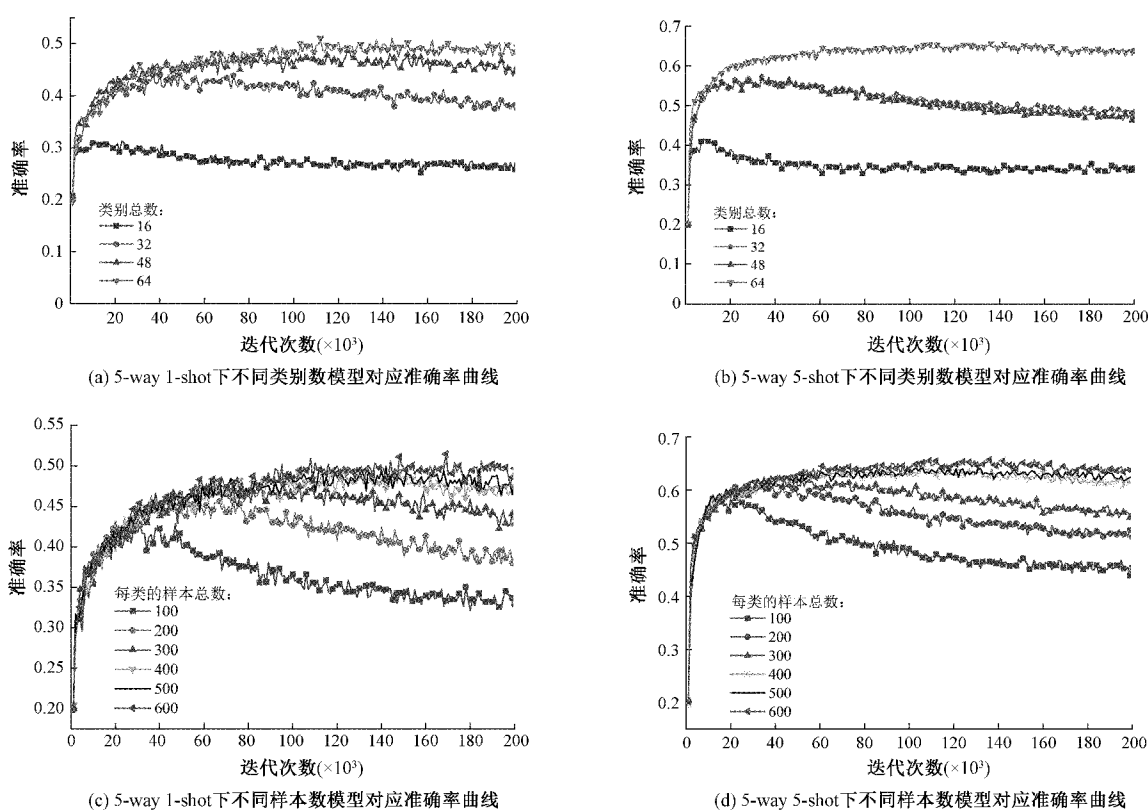 0.5
0.4
0.3
0.2
0.1
0
准确率
类别总数：
16
32
48
64
20 40 60 80 100 120 140 160 180 200
迭代次数(×10³)
(a) 5-way 1-shot下不同类别数模型对应准确率曲线
0.7
0.6
0.5
0.4
0.3
0.2
0.1
0
准确率
类别总数：
16
32
48
64
20 40 60 80 100 120 140 160 180 200
迭代次数(×10³)
(b) 5-way 5-shot下不同类别数模型对应准确率曲线
0.55
0.50
0.45
0.40
0.35
0.30
0.25
0.20
准确率
每类的样本总数：
100
200
300
400
500
600
0 20 40 60 80 100 120 140 160 180 200
迭代次数(×10³)
(c) 5-way 1-shot下不同样本数模型对应准确率曲线
0.7
0.6
0.5
0.4
0.3
0.2
准确率
每类的样本总数：
100
200
300
400
500
600
0 20 40 60 80 100 120 140 160 180 200
迭代次数(×10³)
(d) 5-way 5-shot下不同样本数模型对应准确率曲线